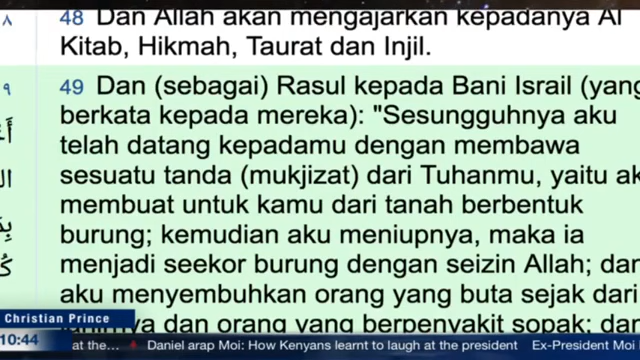 48 Dan Allah akan mengajarkan kepadanya Al
Kitab, Hikmah, Taurat dan Injil.
49 Dan (sebagai) Rasul kepada Bani Israil (yang
berkata kepada mereka): "Sesungguhnya aku
telah datang kepadamu dengan membawa
sesuatu tanda (mukjizat) dari Tuhanmu, yaitu ak
membuat untuk kamu dari tanah berbentuk
burung; kemudian aku meniupnya, maka ia
menjadi seekor burung dengan seizin Allah; dan
aku menyembuhkan orang yang buta sejak dari
dan orang yang berpenyakit sopak; dan
Christian Prince
10:44
at the... Daniel arap Moi: How Kenyans learnt to laugh at the president Ex-President Moi